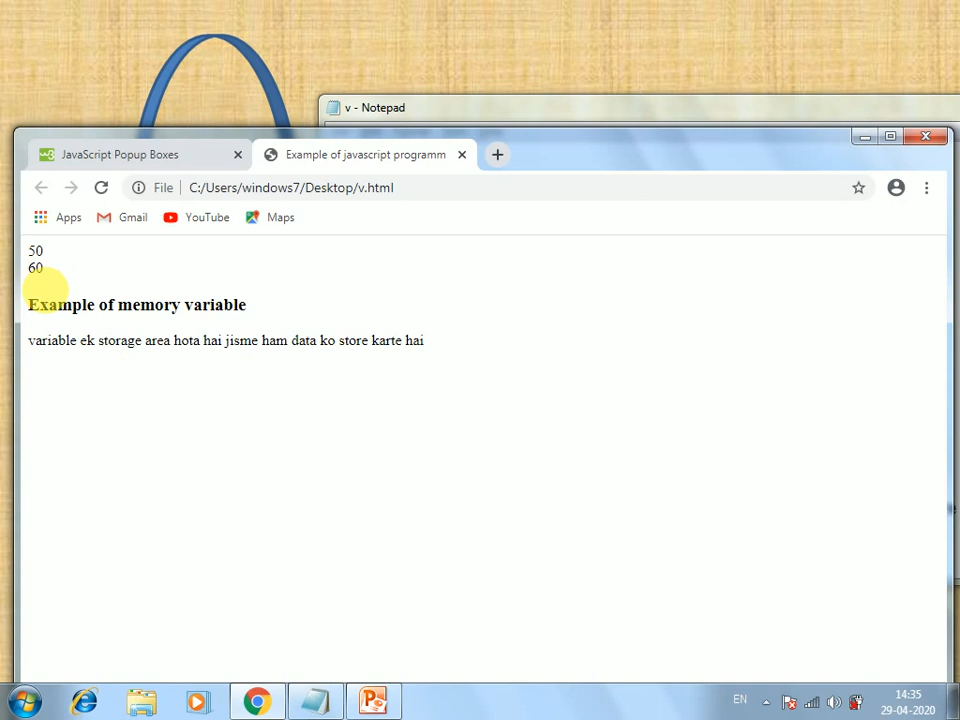 v - Notepad
JavaScript Popup Boxes
Example of javascript programm
File
C:/Users/windows7/Desktop/v.html
Apps
Gmail
YouTube
Maps
50
60
Example of memory variable
variable ek storage area hota hai jisme ham data ko store karte hai
EN
14:35
29-04-2020